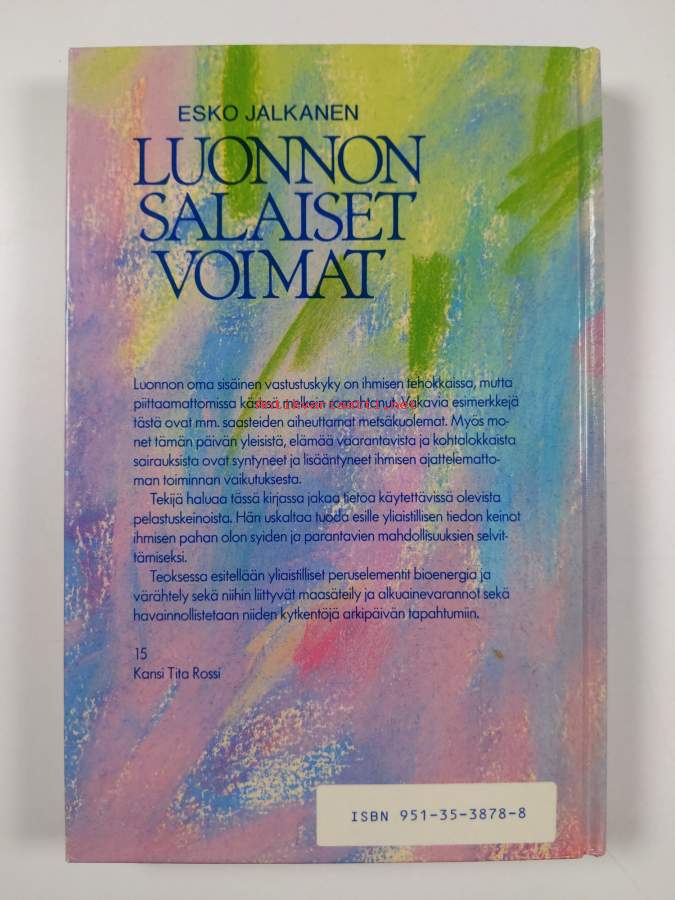 ESKO JALKANEN
LUONNON
SALAISET
VOIMAT
Luonnon oma sisäinen vastustuskyky on ihmisen tehokkaissa, mutta
piittaamattomissa käsissä melkein romahtanut. Vakavia esimerkkejä
tästä ovat mm. saasteiden aiheuttamat metsäkuolemat. Myös mo-
net tämän päivän yleisistä, elämää vaarantavista ja kohtalokkaista
sairauksista ovat syntyneet ja lisääntyneet ihmisen ajattelematto-
man toiminnan vaikutuksesta.
Tekijä haluaa tässä kirjassa jakaa tietoa käytettävissä olevista
pelastuskeinoista. Hän uskaltaa tuoda esille yliaistillisen tiedon keinot
ihmisen pahan olon syiden ja parantavien mahdollisuuksien selvit-
tämiseksi.
Teoksessa esitellään yliaistilliset peruselementit bioenergia ja
värähtely sekä niihin liittyvät maasäteily ja alkuainevarannot sekä
havainnollistetaan niiden kytkentöjä arkipäivän tapahtumiin.
15
Kansi Tita Rossi
ISBN 951-35-3878-8